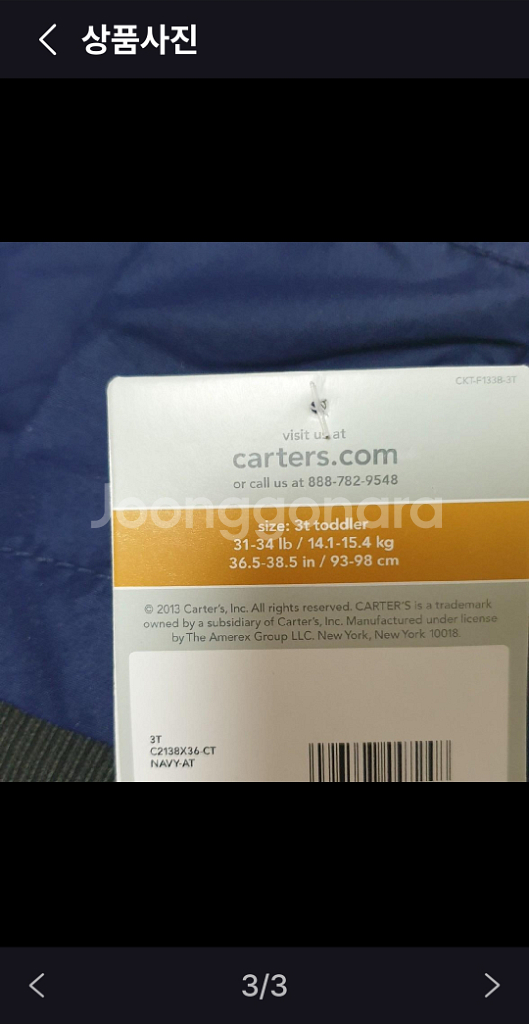 상품사진
CKT-F1338-3T
visit us at
carters.com
or call us at 888-782-9548
Joonggonara
size: 3t toddler
31-34 lb / 14.1-15.4 kg
36.5-38.5 in / 93-98 cm
© 2013 Carter's, Inc. All rights reserved. CARTER'S is a trademark
owned by a subsidiary of Carter's, Inc. Manufactured under license
by The Amerex Group LLC. New York, New York 10018.
3T
C2138X36-CT
NAVY-AT
3/3